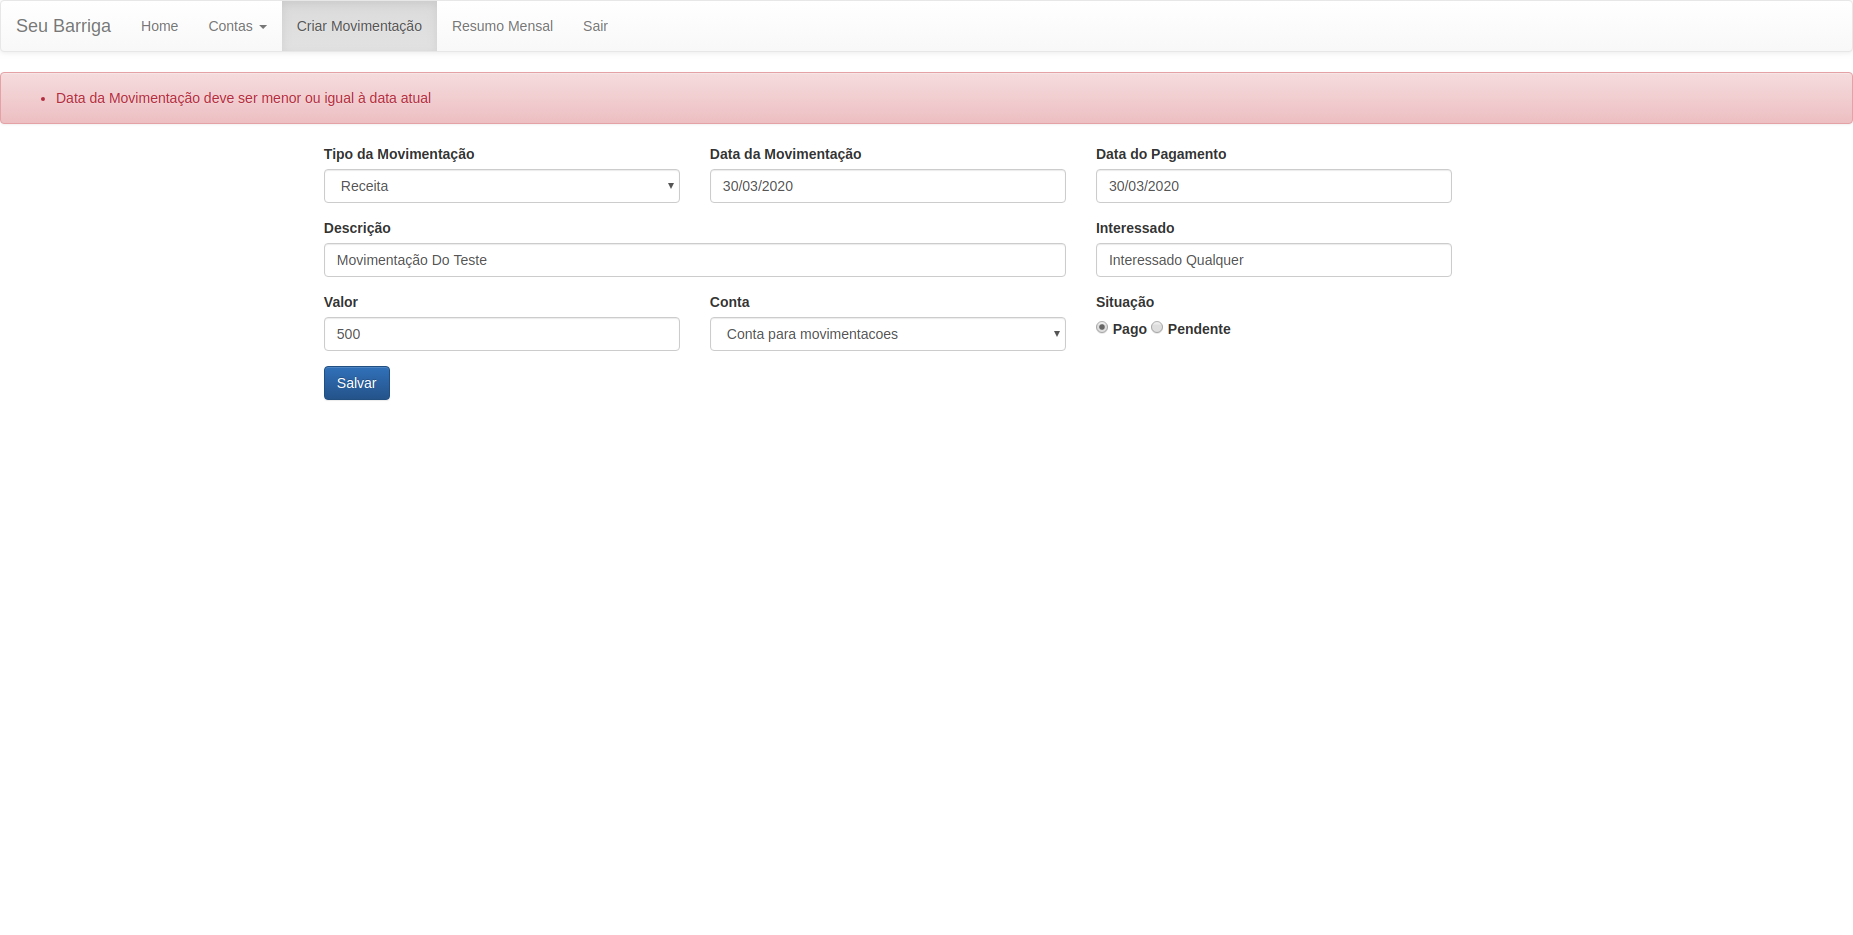 Seu Barriga Home Contas Criar Movimentação Resumo Mensal Sair
Data da Movimentação deve ser menor ou igual à data atual
Tipo da Movimentação Data da Movimentação Data do Pagamento
Receita 30/03/2020 30/03/2020
Descrição Interessado
Movimentação Do Teste Interessado Qualquer
Valor Conta Situação
500 Conta para movimentacoes Pago Pendente
Salvar